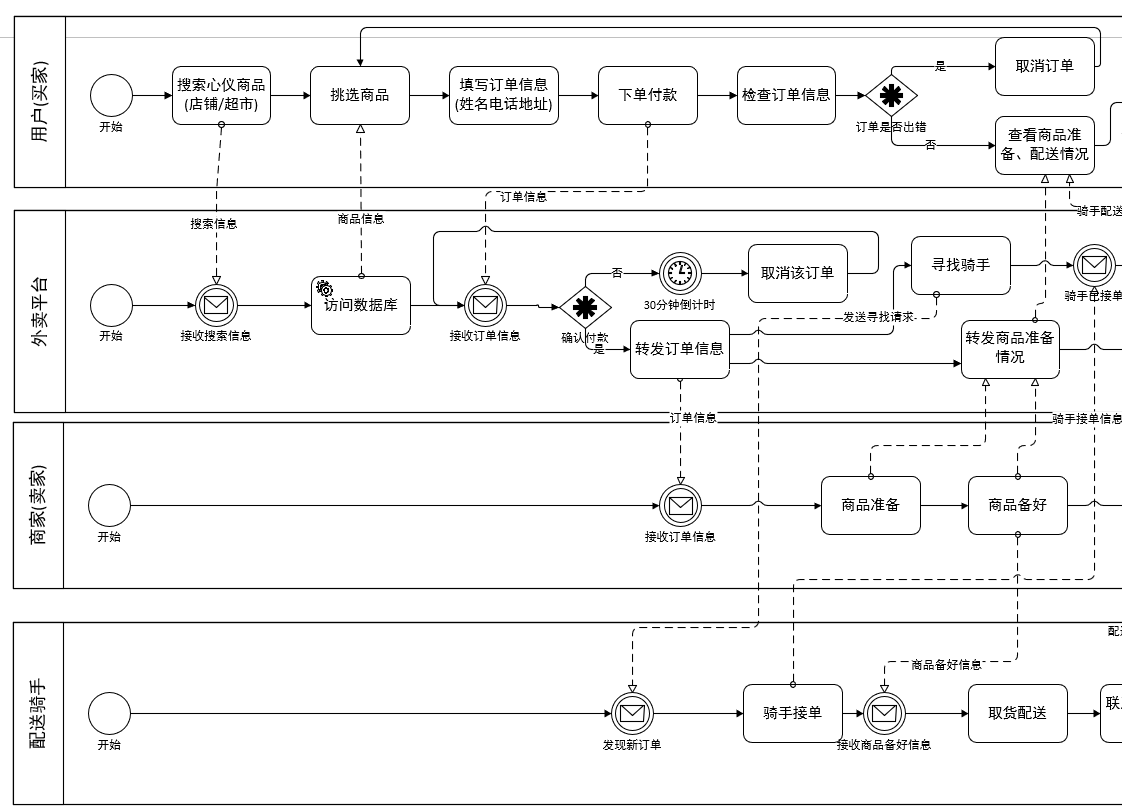 用户(买家)
开始
搜索心仪商品
(店铺/超市)
挑选商品
填写订单信息
(姓名电话地址)
下单付款
检查订单信息
订单是否出错
是
取消订单
否
查看商品准
备、配送情况
搜索信息
商品信息
订单信息
骑手配送
外卖平台
开始
接收搜索信息
访问数据库
接收订单信息
确认付款
否
30分钟倒计时
取消该订单
是
转发订单信息
发送寻找请求
寻找骑手
转发商品准备
情况
骑手已接单
订单信息
骑手接单信息
商家(卖家)
开始
接收订单信息
商品准备
商品备好
配送骑手
开始
发现新订单
骑手接单
商品备好信息
接收商品备好信息
取货配送